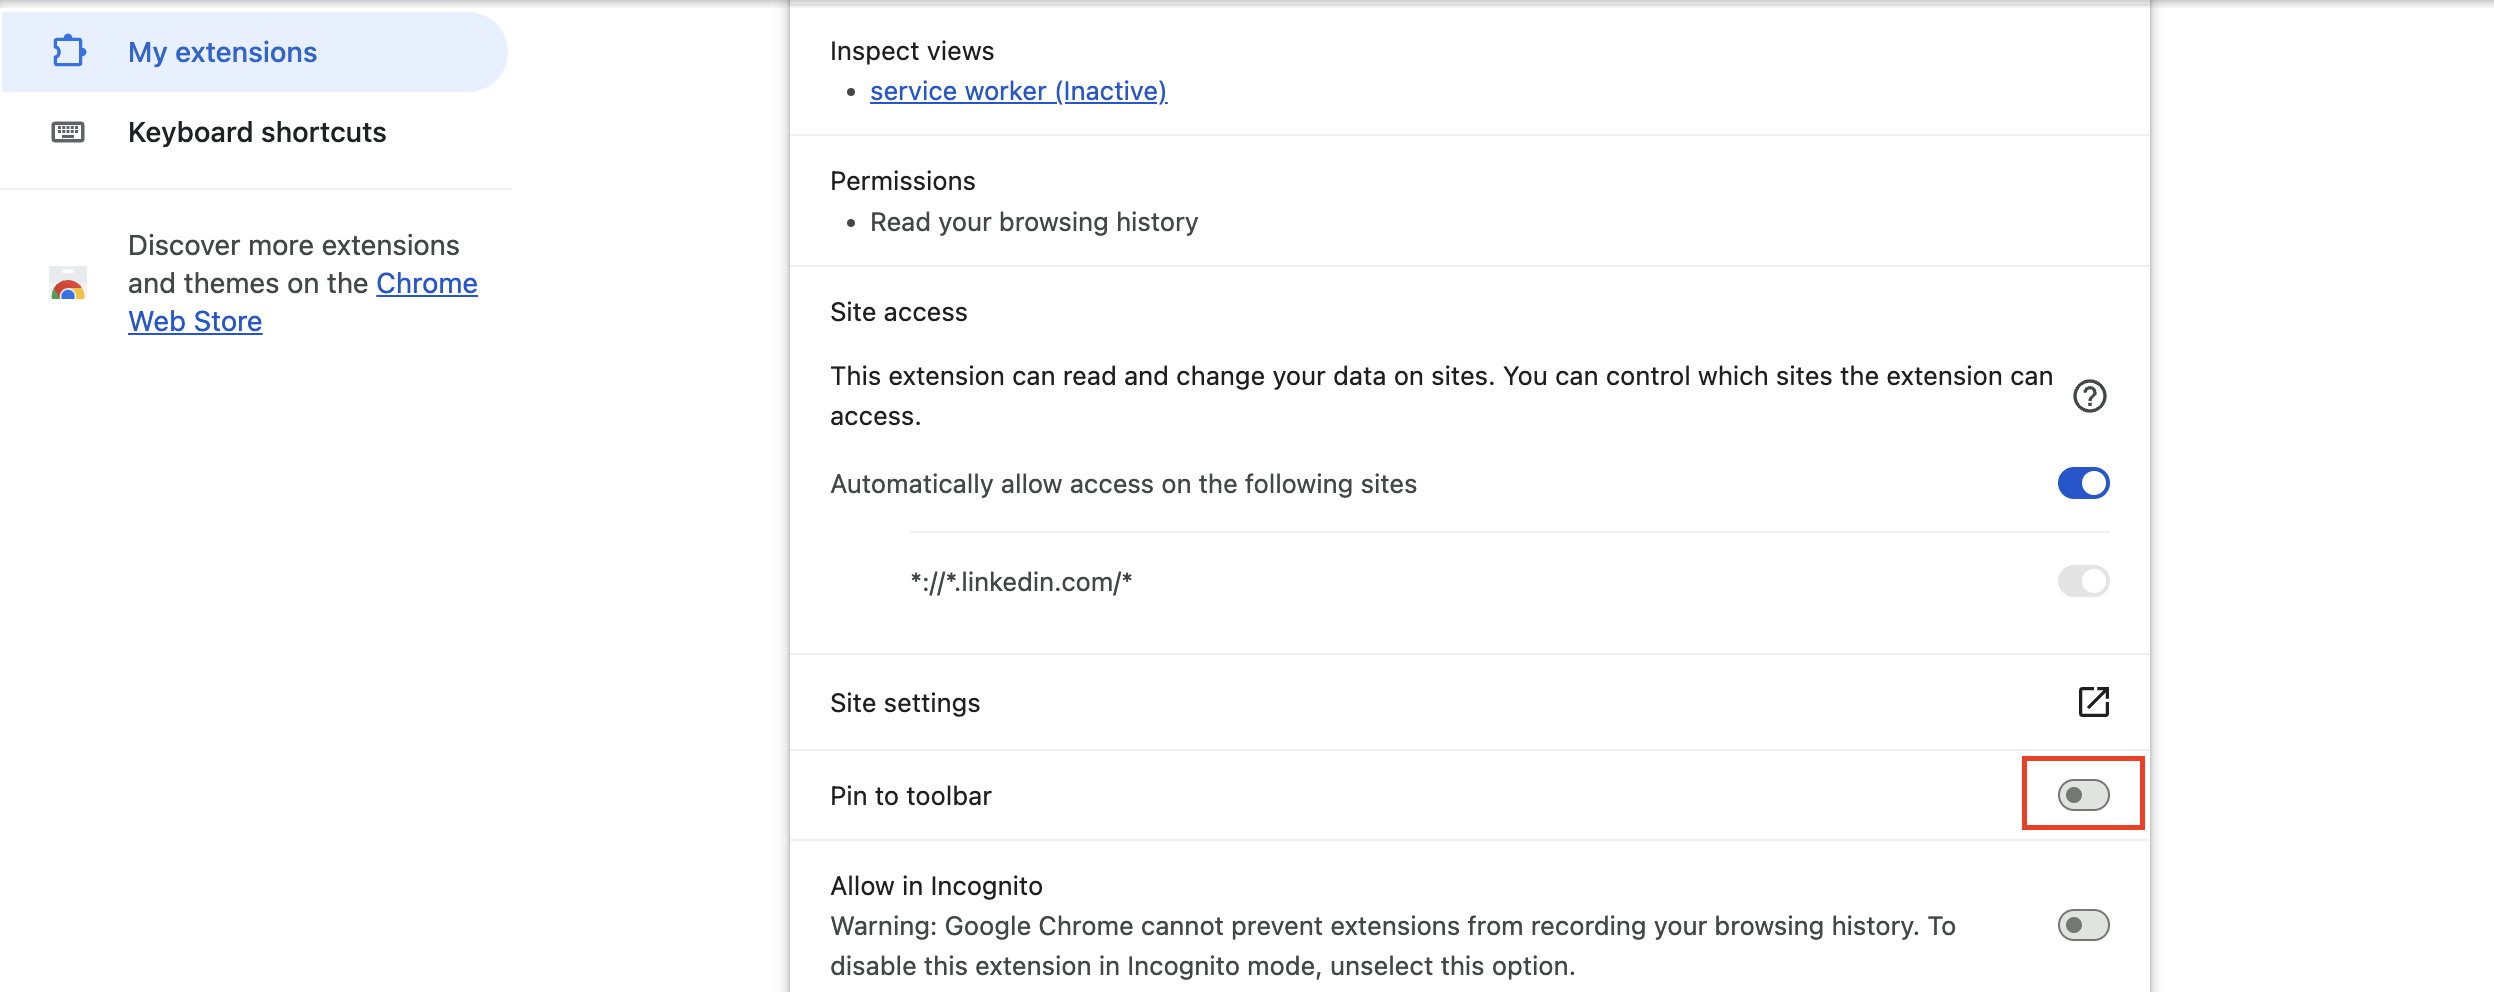 My extensions
Keyboard shortcuts
Discover more extensions
and themes on the Chrome
Web Store
Inspect views
• service worker (Inactive)
Permissions
• Read your browsing history
Site access
This extension can read and change your data on sites. You can control which sites the extension can
access.
Automatically allow access on the following sites
*://*.linkedin.com/*
Site settings
Pin to toolbar
Allow in Incognito
Warning: Google Chrome cannot prevent extensions from recording your browsing history. To
disable this extension in Incognito mode, unselect this option.